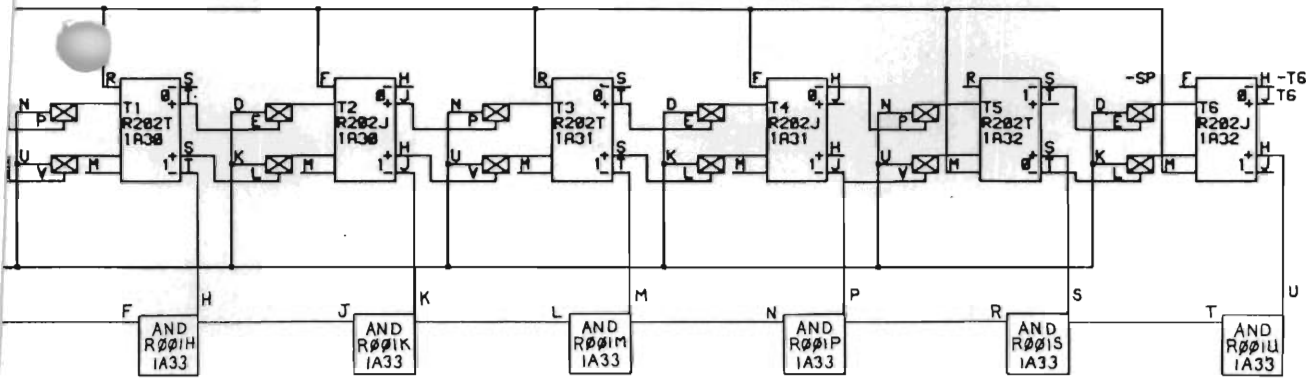 R S F H R S F H R S -SP F H -T6
0 0 J 0 0 J 1 T 0 J T6
N T1 D T2 N T3 D T4 N T5 D T6
P R202T E R202J P R202T E R202J P R202T E R202J
1A30 1A30 1A31 1A31 1A32 1A32
U M S K M H U M S K M H U M S K M H
V 1 L 1 J V 1 L 1 J V 0 L 1 J
F H J K L M N P R S T U
AND AND AND AND AND AND
RØØ1H RØØ1K RØØ1M RØØ1P RØØ1S RØØ1U
1A33 1A33 1A33 1A33 1A33 1A33